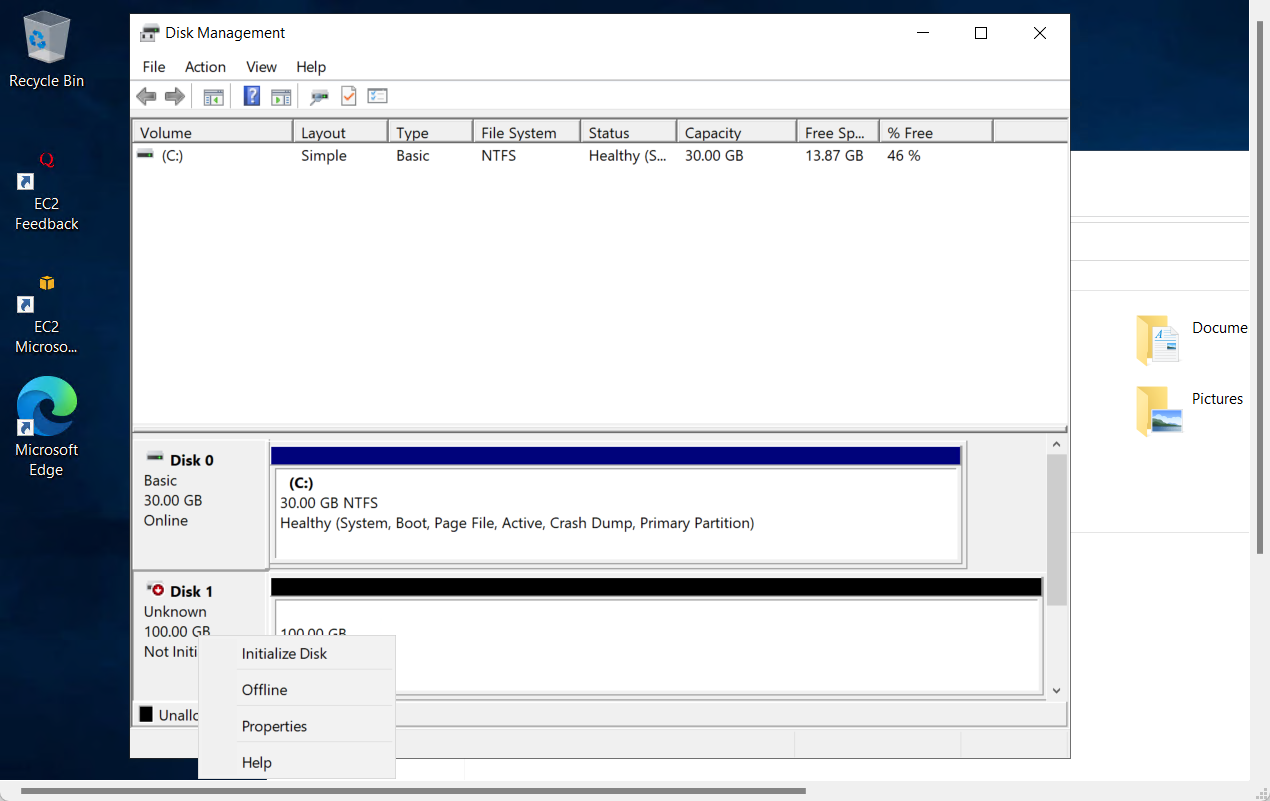 Recycle Bin
EC2
Feedback
EC2
Microso...
Microsoft
Edge
Disk Management
File Action View Help
Volume Layout Type File System Status Capacity Free Sp... % Free
(C:) Simple Basic NTFS Healthy (S... 30.00 GB 13.87 GB 46 %
Disk 0
Basic
30.00 GB
Online
(C:)
30.00 GB NTFS
Healthy (System, Boot, Page File, Active, Crash Dump, Primary Partition)
Disk 1
Unknown
100.00 GB
Not Initi
100.00 GB
Unallc
Initialize Disk
Offline
Properties
Help
Docume
Pictures